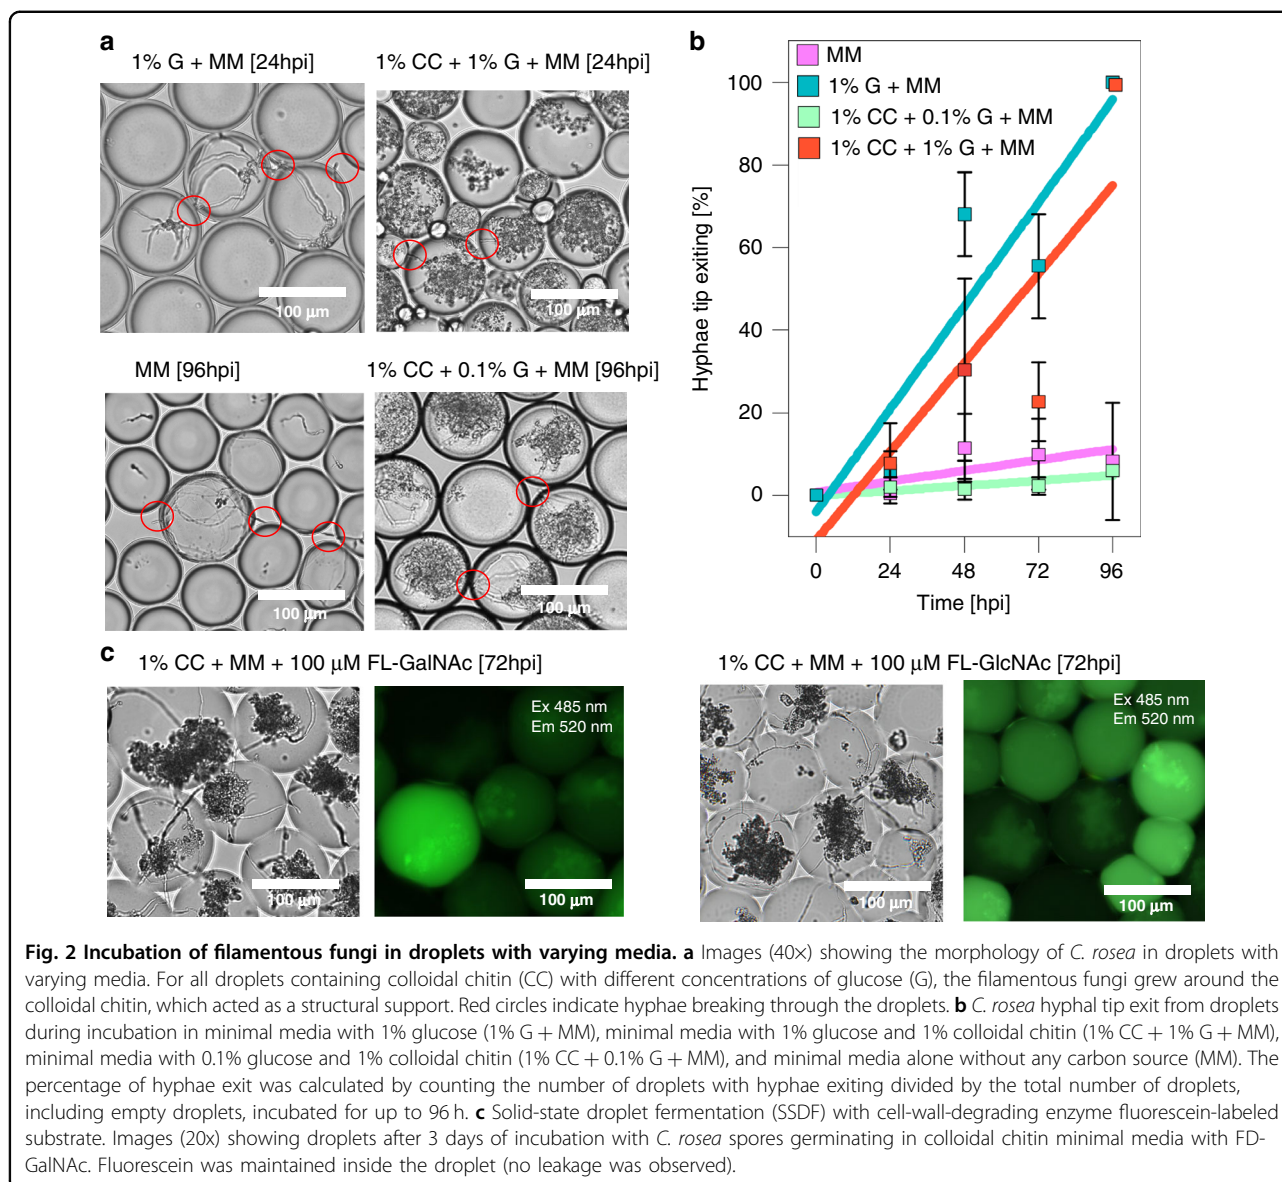 a
1% G + MM [24hpi]
1% CC + 1% G + MM [24hpi]
100 µm
100 µm
MM [96hpi]
1% CC + 0.1% G + MM [96hpi]
100 µm
100 µm
b
MM
1% G + MM
1% CC + 0.1% G + MM
1% CC + 1% G + MM
Hyphae tip exiting [%]
100
80
60
40
20
0
0 24 48 72 96
Time [hpi]
c
1% CC + MM + 100 µM FL-GalNAc [72hpi]
Ex 485 nm
Em 520 nm
100 µm
100 µm
1% CC + MM + 100 µM FL-GlcNAc [72hpi]
Ex 485 nm
Em 520 nm
100 µm
100 µm
Fig. 2 Incubation of filamentous fungi in droplets with varying media. a Images (40×) showing the morphology of C. rosea in droplets with
varying media. For all droplets containing colloidal chitin (CC) with different concentrations of glucose (G), the filamentous fungi grew around the
colloidal chitin, which acted as a structural support. Red circles indicate hyphae breaking through the droplets. b C. rosea hyphal tip exit from droplets
during incubation in minimal media with 1% glucose (1% G + MM), minimal media with 1% glucose and 1% colloidal chitin (1% CC + 1% G + MM),
minimal media with 0.1% glucose and 1% colloidal chitin (1% CC + 0.1% G + MM), and minimal media alone without any carbon source (MM). The
percentage of hyphae exit was calculated by counting the number of droplets with hyphae exiting divided by the total number of droplets,
including empty droplets, incubated for up to 96 h. c Solid-state droplet fermentation (SSDF) with cell-wall-degrading enzyme fluorescein-labeled
substrate. Images (20x) showing droplets after 3 days of incubation with C. rosea spores germinating in colloidal chitin minimal media with FD-
GalNAc. Fluorescein was maintained inside the droplet (no leakage was observed).